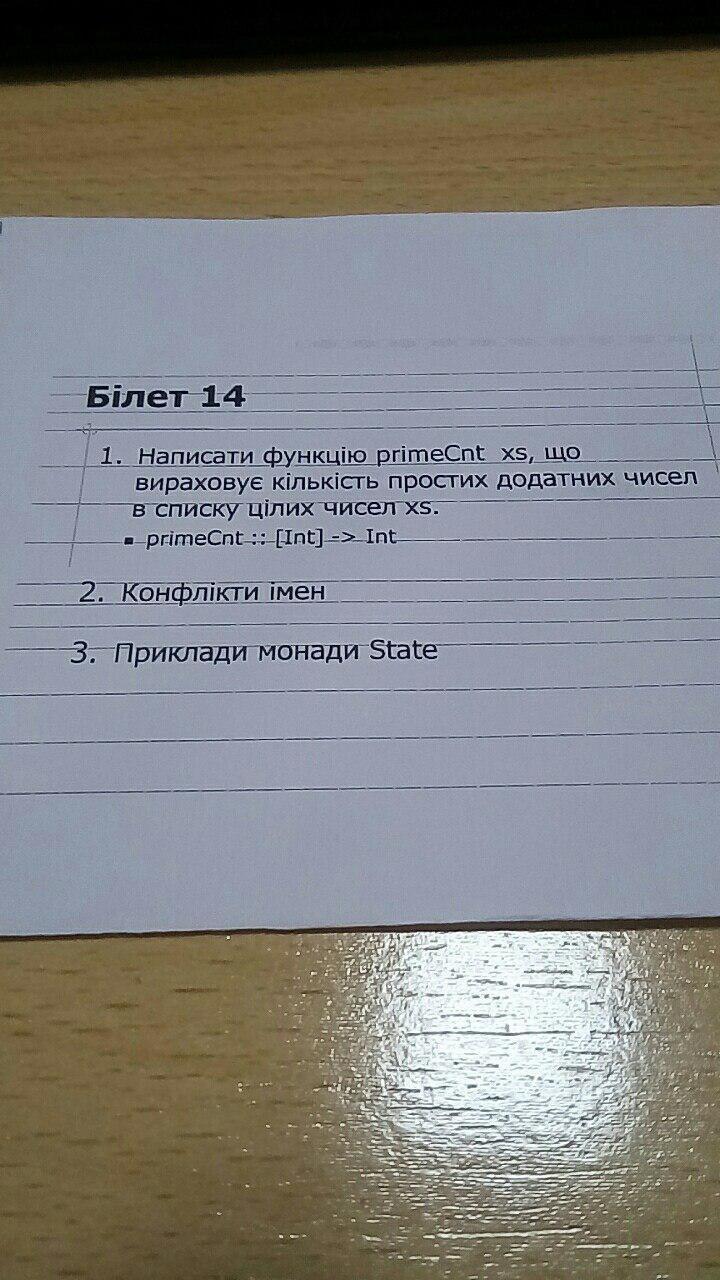 Білет 14
1. Написати функцію primeCnt xs, що
вираховує кількість простих додатних чисел
в списку цілих чисел xs.
▪ primeCnt :: [Int] -> Int
2. Конфлікти імен
3. Приклади монади State